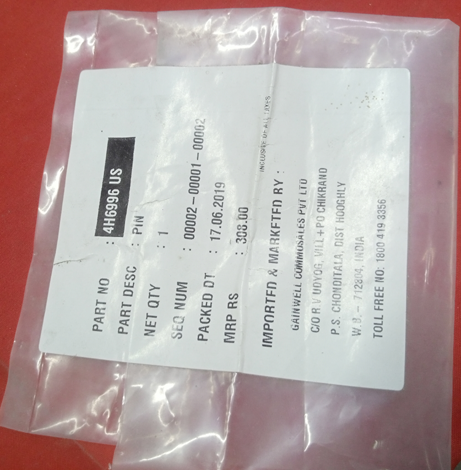 PART NO : 4H6996 US
PART DESC : PIN
NET QTY : 1
SEQ NUM : 00002-00001-00002
PACKED DT : 17.06.2019
MRP RS : 308.00
INCLUSIVE OF ALL TAXES
IMPORTED & MARKETED BY :
GAINWELL COMMOSALES PVT LTD
C/O R V UDYOG, VILL+PO CHIKRAND
P.S. CHONDITALA, DIST HOOGHLY
W.B. - 712804, INDIA
TOLL FREE NO: 1800 419 3356